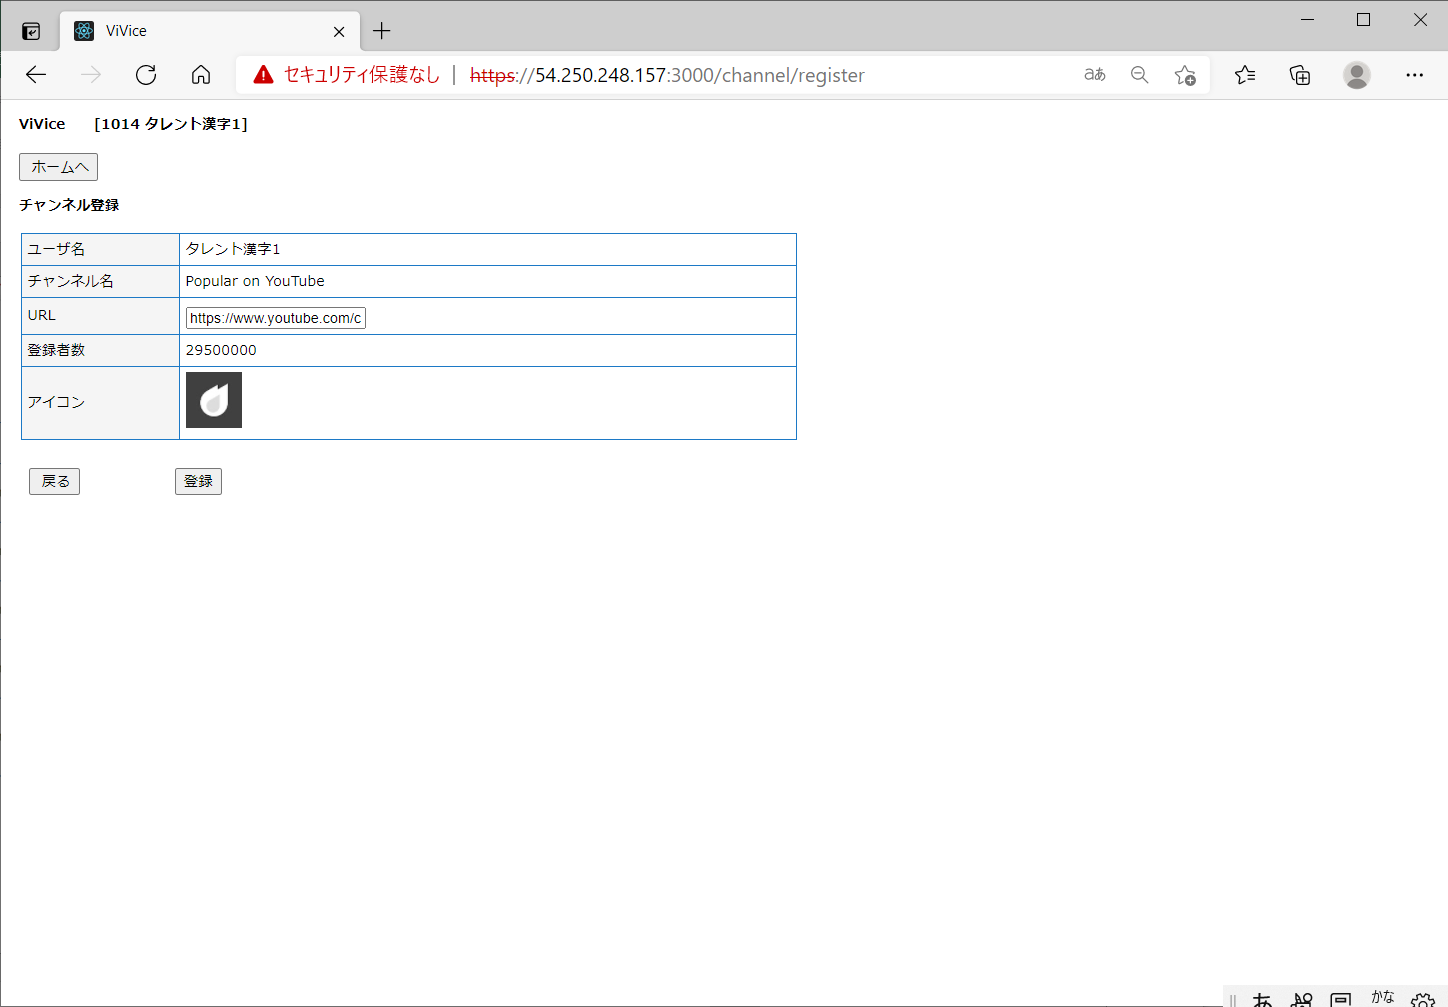 ViVice
セキュリティ保護なし | https://54.250.248.157:3000/channel/register
aあ
ViVice [1014 タレント漢字1]
ホームへ
チャンネル登録
ユーザ名 タレント漢字1
チャンネル名 Popular on YouTube
URL https://www.youtube.com/c
登録者数 29500000
アイコン
戻る 登録
あ かな